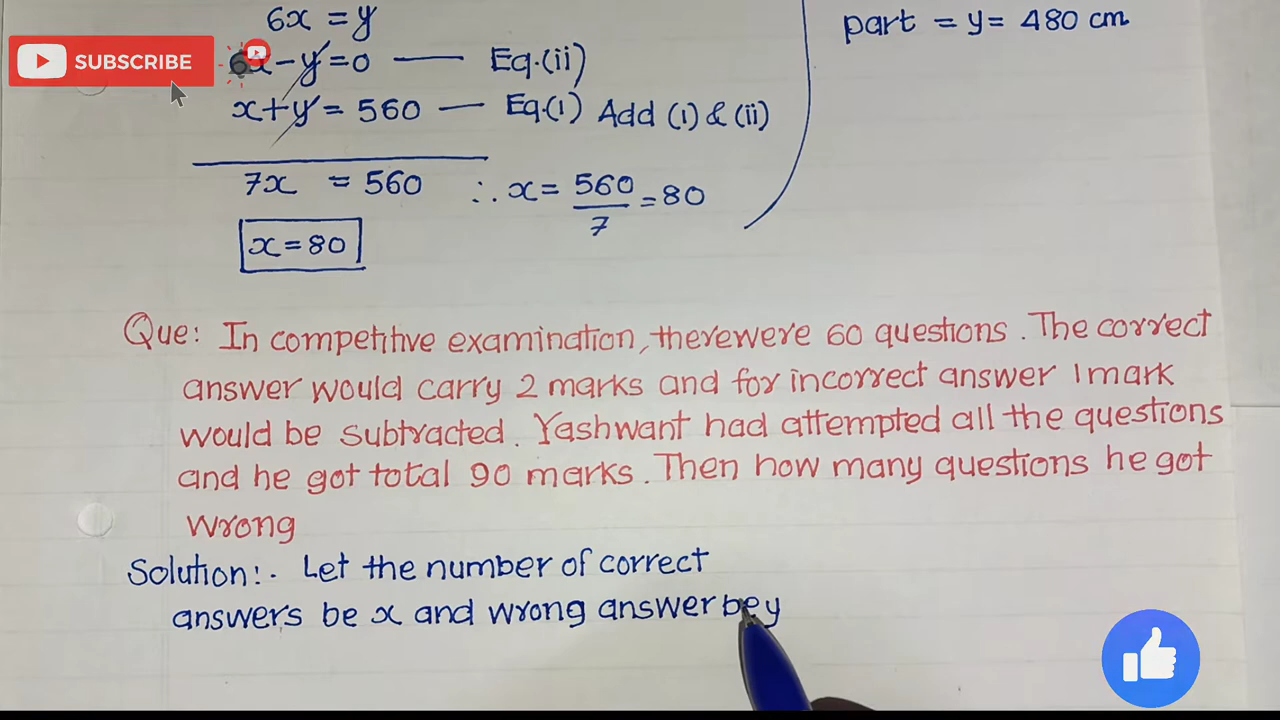 6x = y
part = y = 480 cm
SUBSCRIBE
6x - y = 0 — Eq.(ii)
x + y = 560 — Eq.(1) Add (1) & (ii)
7x = 560 ∴ x = 560/7 = 80
x = 80
Que: In competitive examination, therewere 60 questions. The correct
answer would carry 2 marks and for incorrect answer 1 mark
would be subtracted. Yashwant had attempted all the questions
and he got total 90 marks. Then how many questions he got
wrong
Solution:. Let the number of correct
answers be x and wrong answer be y